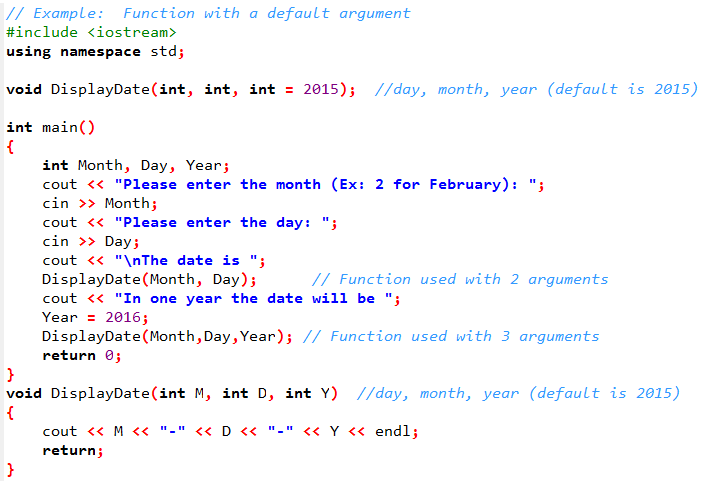 // Example:  Function with a default argument
#include <iostream>
using namespace std;

void DisplayDate(int, int, int = 2015);  //day, month, year (default is 2015)

int main()
{
    int Month, Day, Year;
    cout << "Please enter the month (Ex: 2 for February): ";
    cin >> Month;
    cout << "Please enter the day: ";
    cin >> Day;
    cout << "\nThe date is ";
    DisplayDate(Month, Day);      // Function used with 2 arguments
    cout << "In one year the date will be ";
    Year = 2016;
    DisplayDate(Month,Day,Year); // Function used with 3 arguments
    return 0;
}
void DisplayDate(int M, int D, int Y)  //day, month, year (default is 2015)
{
    cout << M << "-" << D << "-" << Y << endl;
    return;
}